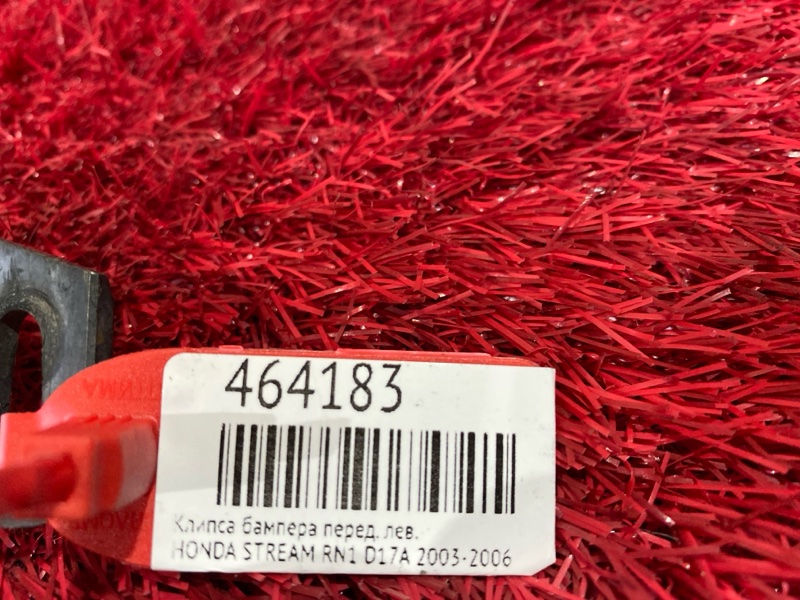 464183
Клипса бампера перед. лев.
HONDA STREAM RN1 D17A 2003-2006